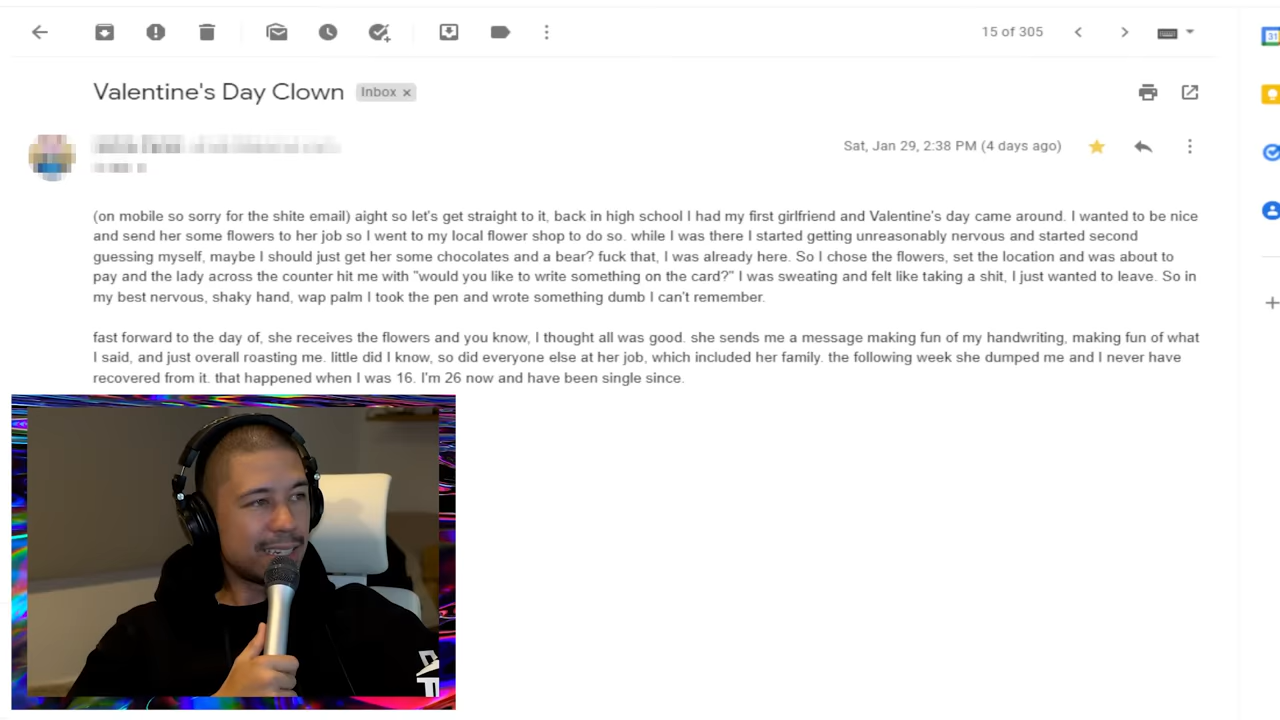 15 of 305
Valentine's Day Clown
Inbox ×
31
Sat, Jan 29, 2:38 PM (4 days ago)
(on mobile so sorry for the shite email) aight so let's get straight to it, back in high school I had my first girlfriend and Valentine's day came around. I wanted to be nice
and send her some flowers to her job so I went to my local flower shop to do so. while I was there I started getting unreasonably nervous and started second
guessing myself, maybe I should just get her some chocolates and a bear? fuck that, I was already here. So I chose the flowers, set the location and was about to
pay and the lady across the counter hit me with "would you like to write something on the card?" I was sweating and felt like taking a shit, I just wanted to leave. So in
my best nervous, shaky hand, wap palm I took the pen and wrote something dumb I can't remember.
fast forward to the day of, she receives the flowers and you know, I thought all was good. she sends me a message making fun of my handwriting, making fun of what
I said, and just overall roasting me. little did I know, so did everyone else at her job, which included her family. the following week she dumped me and I never have
recovered from it. that happened when I was 16. I'm 26 now and have been single since.